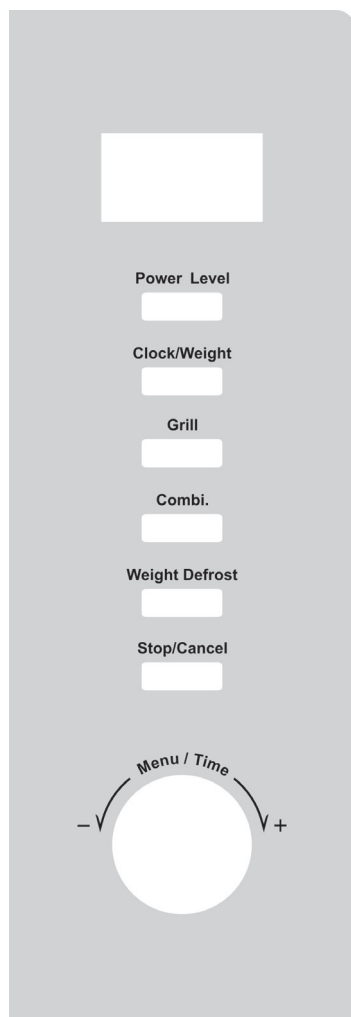 Power Level
Clock/Weight
Grill
Combi.
Weight Defrost
Stop/Cancel
Menu / Time
− +